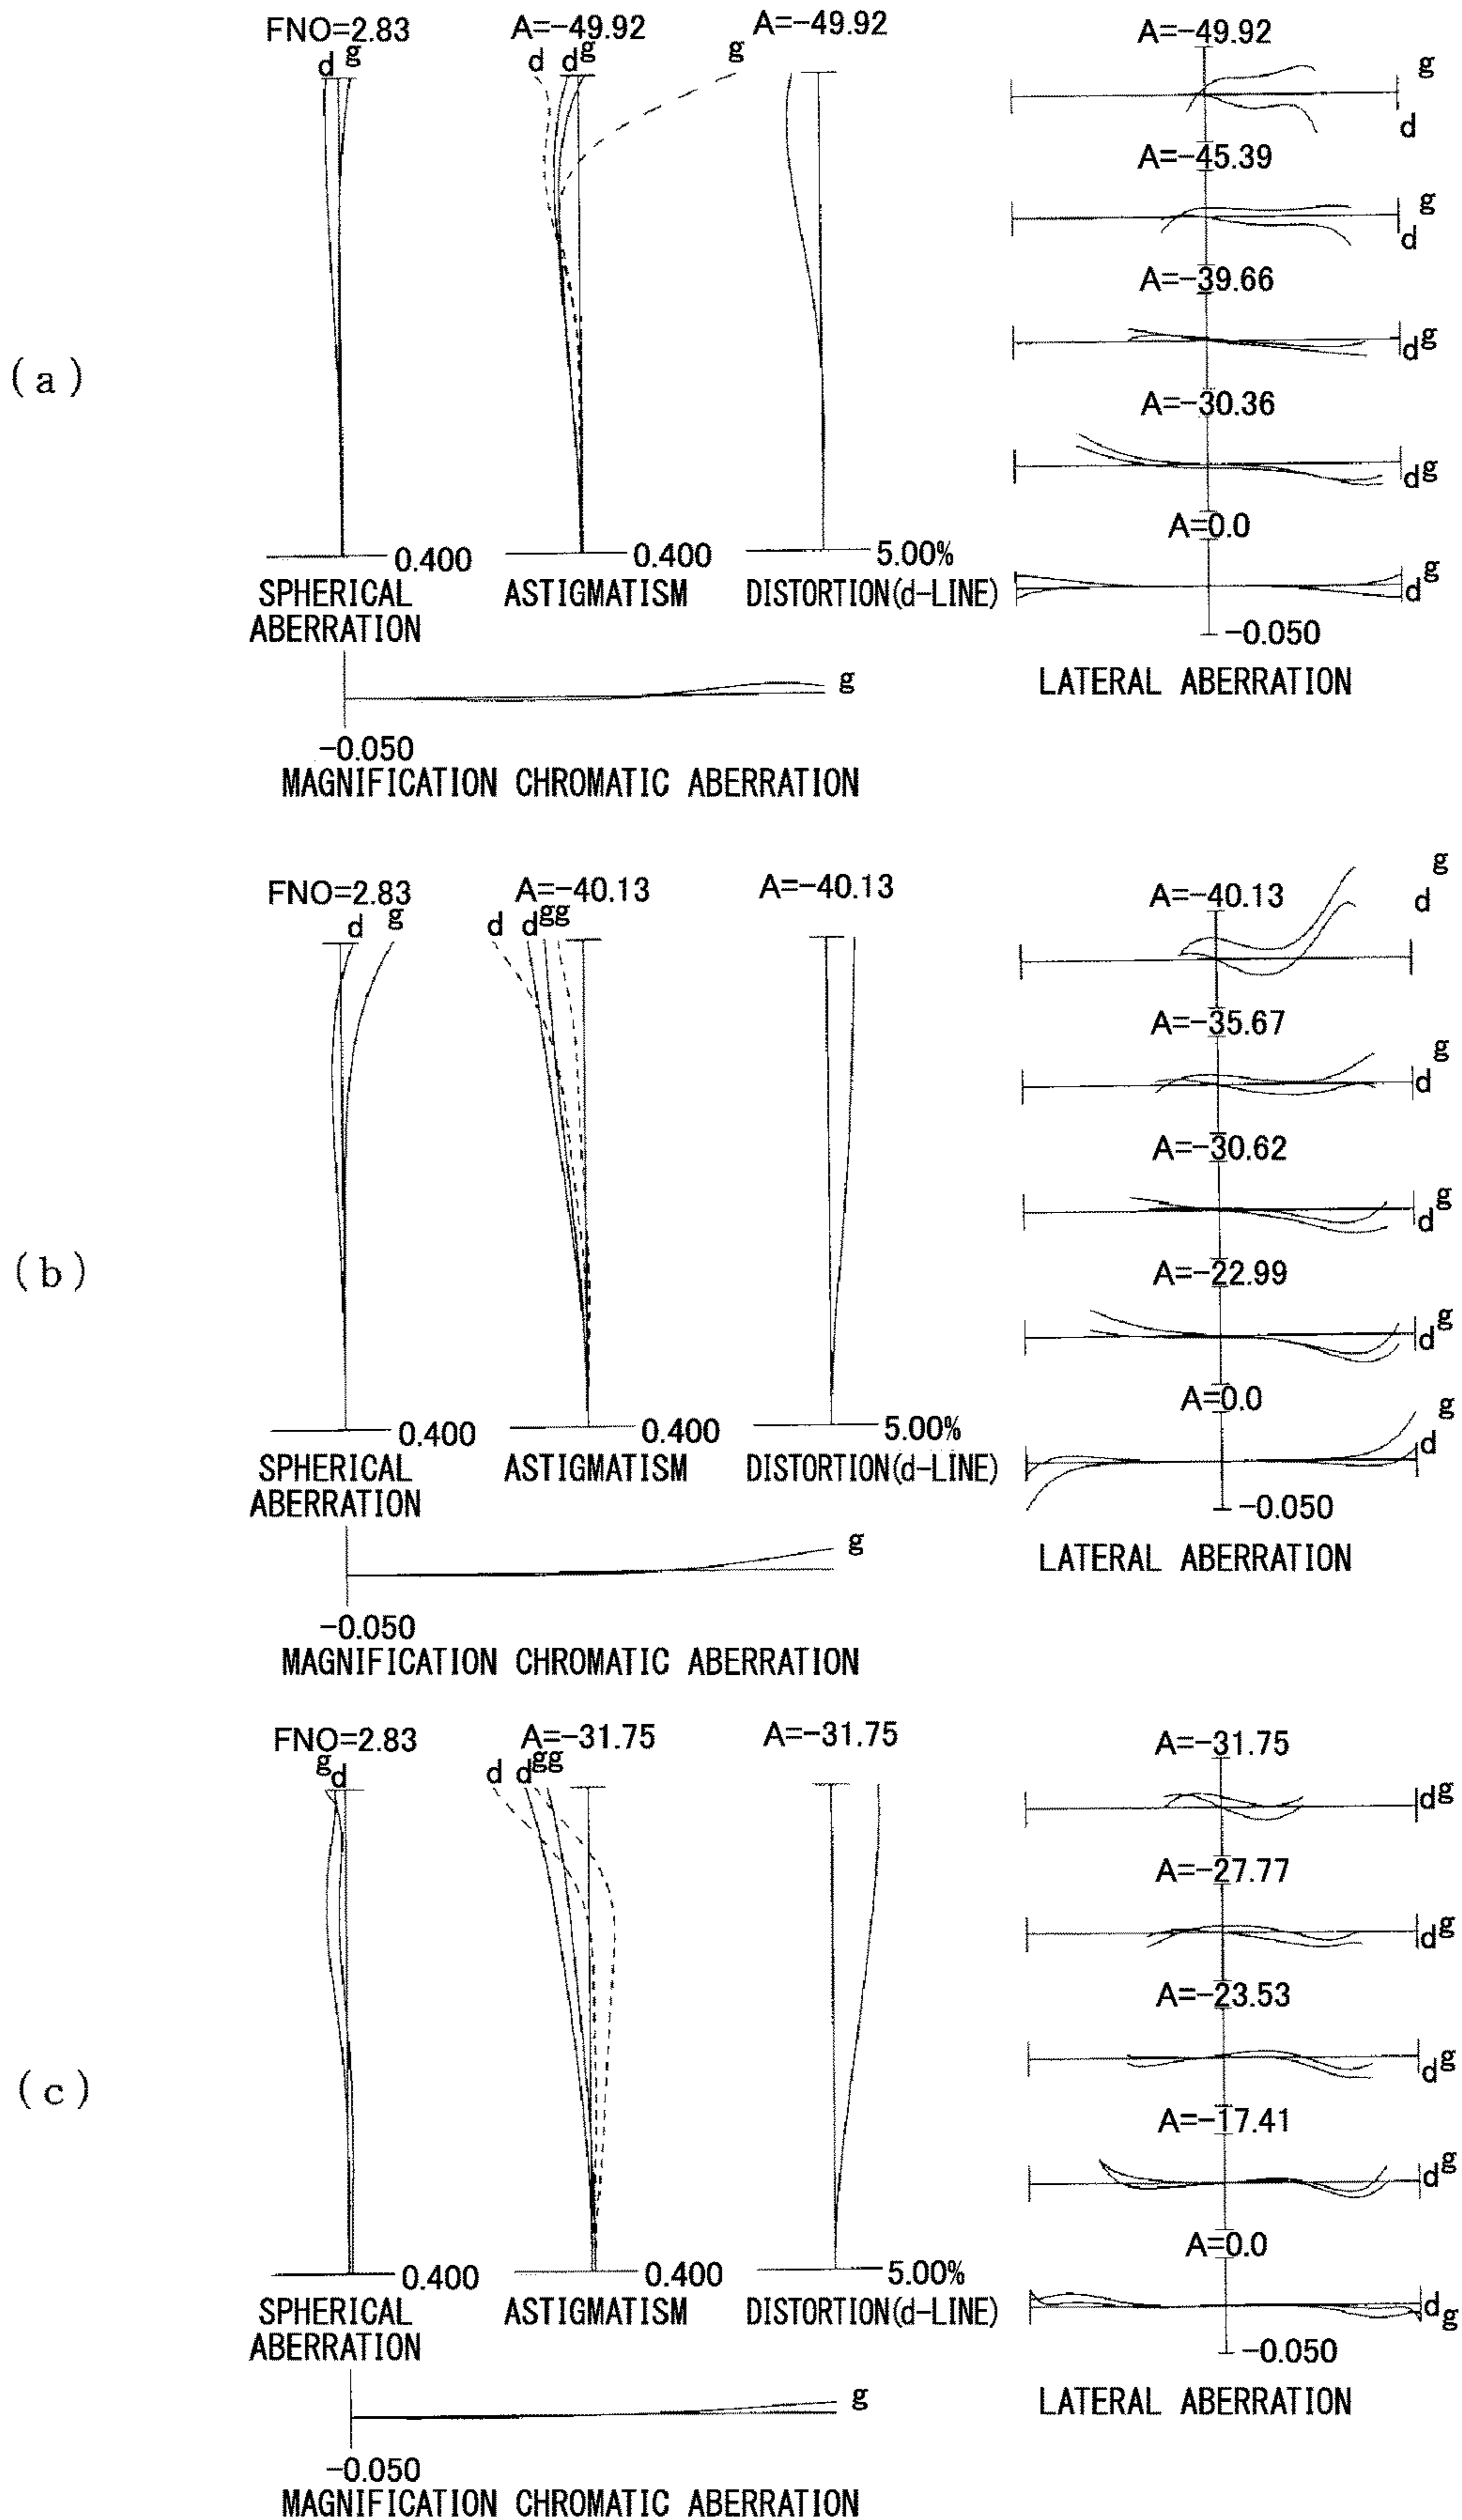 (a)
FNO=2.83
d g
A=-49.92
d d g
g
A=-49.92
0.400
SPHERICAL
ABERRATION
0.400
ASTIGMATISM
5.00%
DISTORTION(d-LINE)
g
-0.050
MAGNIFICATION CHROMATIC ABERRATION
A=-49.92
g
d
A=-45.39
g
d
A=-39.66
d g
A=-30.36
d g
A=0.0
d g
-0.050
LATERAL ABERRATION
(b)
FNO=2.83
d g
A=-40.13
d d g g
A=-40.13
0.400
SPHERICAL
ABERRATION
0.400
ASTIGMATISM
5.00%
DISTORTION(d-LINE)
g
-0.050
MAGNIFICATION CHROMATIC ABERRATION
A=-40.13
g
d
A=-35.67
g
d
A=-30.62
d g
A=-22.99
d g
A=0.0
g
d
-0.050
LATERAL ABERRATION
(c)
FNO=2.83
g d
A=-31.75
d d g g
A=-31.75
0.400
SPHERICAL
ABERRATION
0.400
ASTIGMATISM
5.00%
DISTORTION(d-LINE)
g
-0.050
MAGNIFICATION CHROMATIC ABERRATION
A=-31.75
d g
A=-27.77
d g
A=-23.53
d g
A=-17.41
d g
A=0.0
d g
-0.050
LATERAL ABERRATION